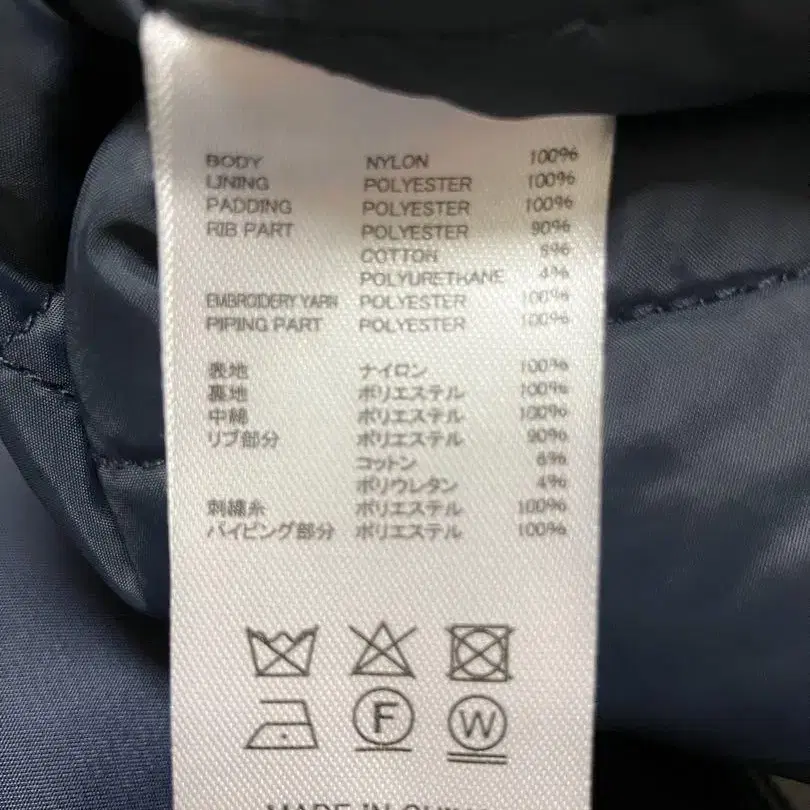 BODY NYLON 100%
LINING POLYESTER 100%
PADDING POLYESTER 100%
RIB PART POLYESTER 90%
COTTON 6%
POLYURETHANE 4%
EMBROIDERY YARN POLYESTER 100%
PIPING PART POLYESTER 100%
表地 ナイロン 100%
裏地 ポリエステル 100%
中綿 ポリエステル 100%
リブ部分 ポリエステル 90%
コットン 6%
ポリウレタン 4%
刺繍糸 ポリエステル 100%
パイピング部分 ポリエステル 100%
F
W
MADE IN CHINA